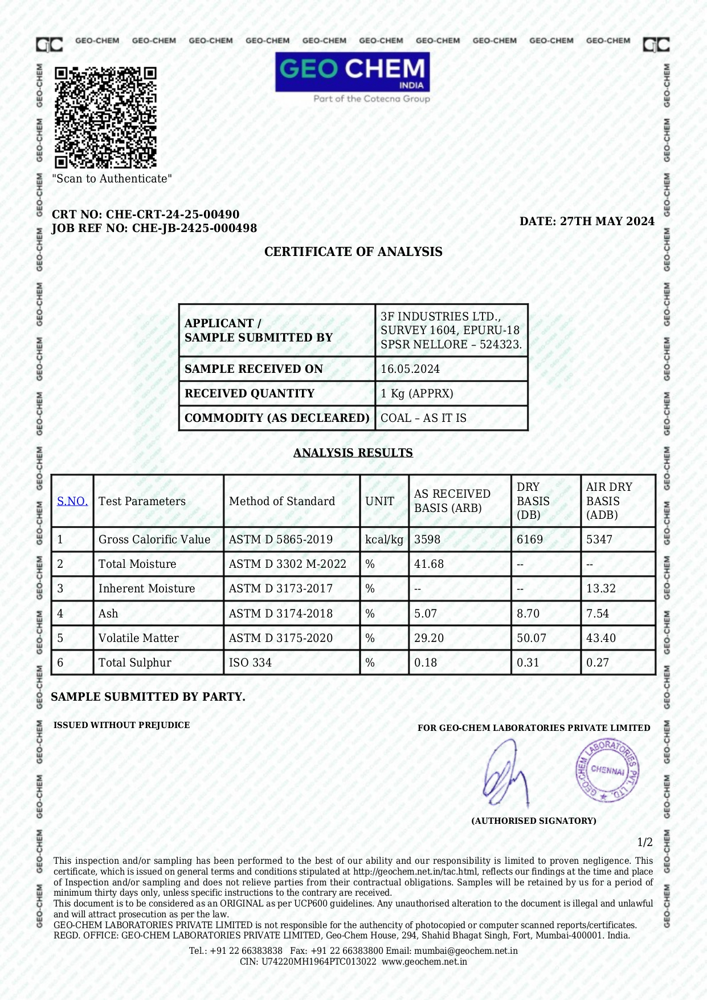 GEO-CHEM GEO-CHEM GEO-CHEM GEO-CHEM GEO-CHEM GEO-CHEM GEO-CHEM GEO-CHEM GEO-CHEM GEO-CHEM
GEO CHEM
INDIA
Part of the Cotecna Group
"Scan to Authenticate"
CRT NO: CHE-CRT-24-25-00490
JOB REF NO: CHE-JB-2425-000498
DATE: 27TH MAY 2024
CERTIFICATE OF ANALYSIS
APPLICANT /
SAMPLE SUBMITTED BY
3F INDUSTRIES LTD.,
SURVEY 1604, EPURU-18
SPSR NELLORE – 524323.
SAMPLE RECEIVED ON 16.05.2024
RECEIVED QUANTITY 1 Kg (APPRX)
COMMODITY (AS DECLEARED) COAL – AS IT IS
ANALYSIS RESULTS
S.NO. Test Parameters Method of Standard UNIT AS RECEIVED BASIS (ARB) DRY BASIS (DB) AIR DRY BASIS (ADB)
1 Gross Calorific Value ASTM D 5865-2019 kcal/kg 3598 6169 5347
2 Total Moisture ASTM D 3302 M-2022 % 41.68 -- --
3 Inherent Moisture ASTM D 3173-2017 % -- -- 13.32
4 Ash ASTM D 3174-2018 % 5.07 8.70 7.54
5 Volatile Matter ASTM D 3175-2020 % 29.20 50.07 43.40
6 Total Sulphur ISO 334 % 0.18 0.31 0.27
SAMPLE SUBMITTED BY PARTY.
ISSUED WITHOUT PREJUDICE
FOR GEO-CHEM LABORATORIES PRIVATE LIMITED
GEO-CHEM LABORATORIES PVT. LTD.
CHENNAI
(AUTHORISED SIGNATORY)
1/2
This inspection and/or sampling has been performed to the best of our ability and our responsibility is limited to proven negligence. This
certificate, which is issued on general terms and conditions stipulated at http://geochem.net.in/tac.html, reflects our findings at the time and place
of Inspection and/or sampling and does not relieve parties from their contractual obligations. Samples will be retained by us for a period of
minimum thirty days only, unless specific instructions to the contrary are received.
This document is to be considered as an ORIGINAL as per UCP600 guidelines. Any unauthorised alteration to the document is illegal and unlawful
and will attract prosecution as per the law.
GEO-CHEM LABORATORIES PRIVATE LIMITED is not responsible for the authencity of photocopied or computer scanned reports/certificates.
REGD. OFFICE: GEO-CHEM LABORATORIES PRIVATE LIMITED, Geo-Chem House, 294, Shahid Bhagat Singh, Fort, Mumbai-400001. India.
Tel.: +91 22 66383838 Fax: +91 22 66383800 Email: mumbai@geochem.net.in
CIN: U74220MH1964PTC013022 www.geochem.net.in